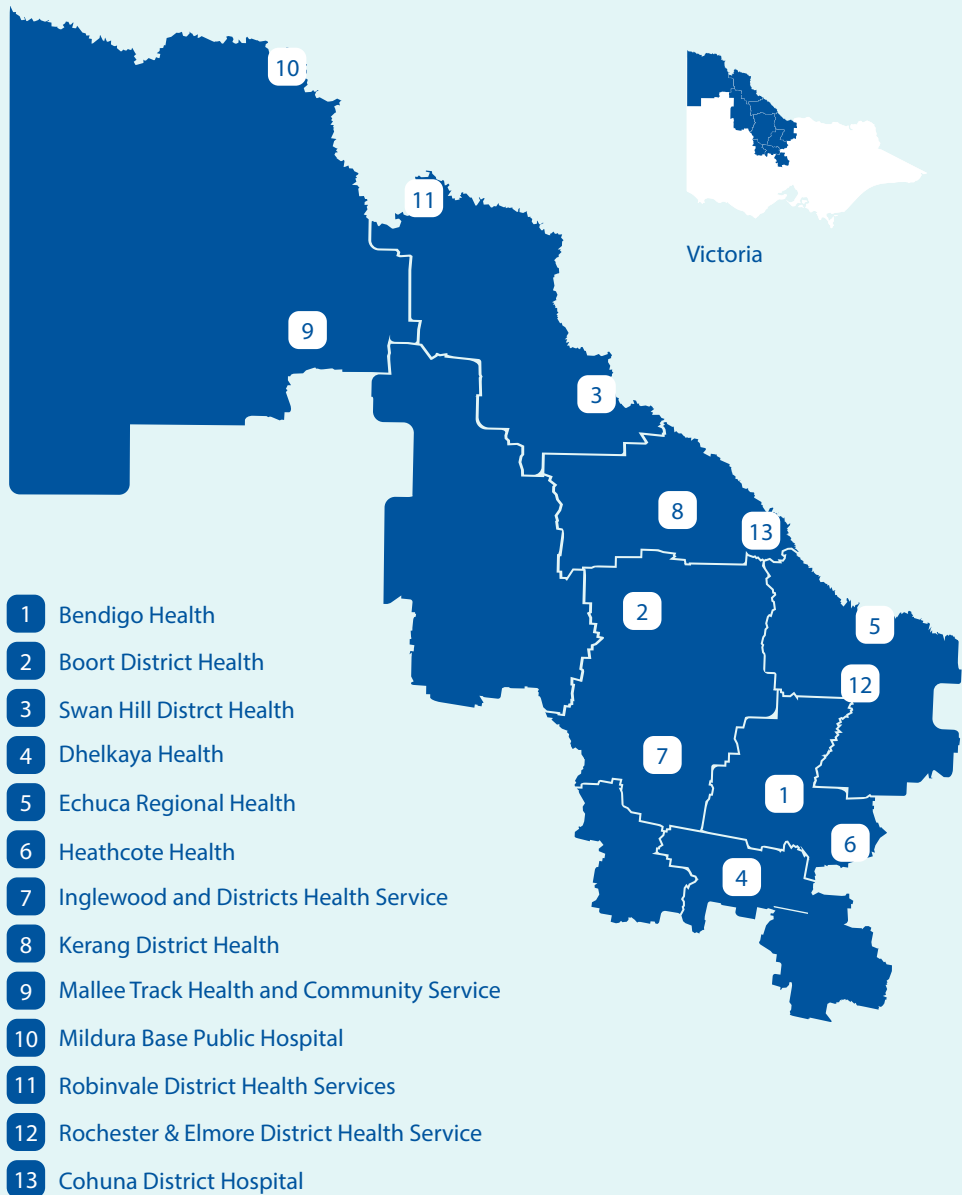 10
11
Victoria
9
3
8
13
2
5
12
7
1
6
4
1 Bendigo Health
2 Boort District Health
3 Swan Hill Distrct Health
4 Dhelkaya Health
5 Echuca Regional Health
6 Heathcote Health
7 Inglewood and Districts Health Service
8 Kerang District Health
9 Mallee Track Health and Community Service
10 Mildura Base Public Hospital
11 Robinvale District Health Services
12 Rochester & Elmore District Health Service
13 Cohuna District Hospital